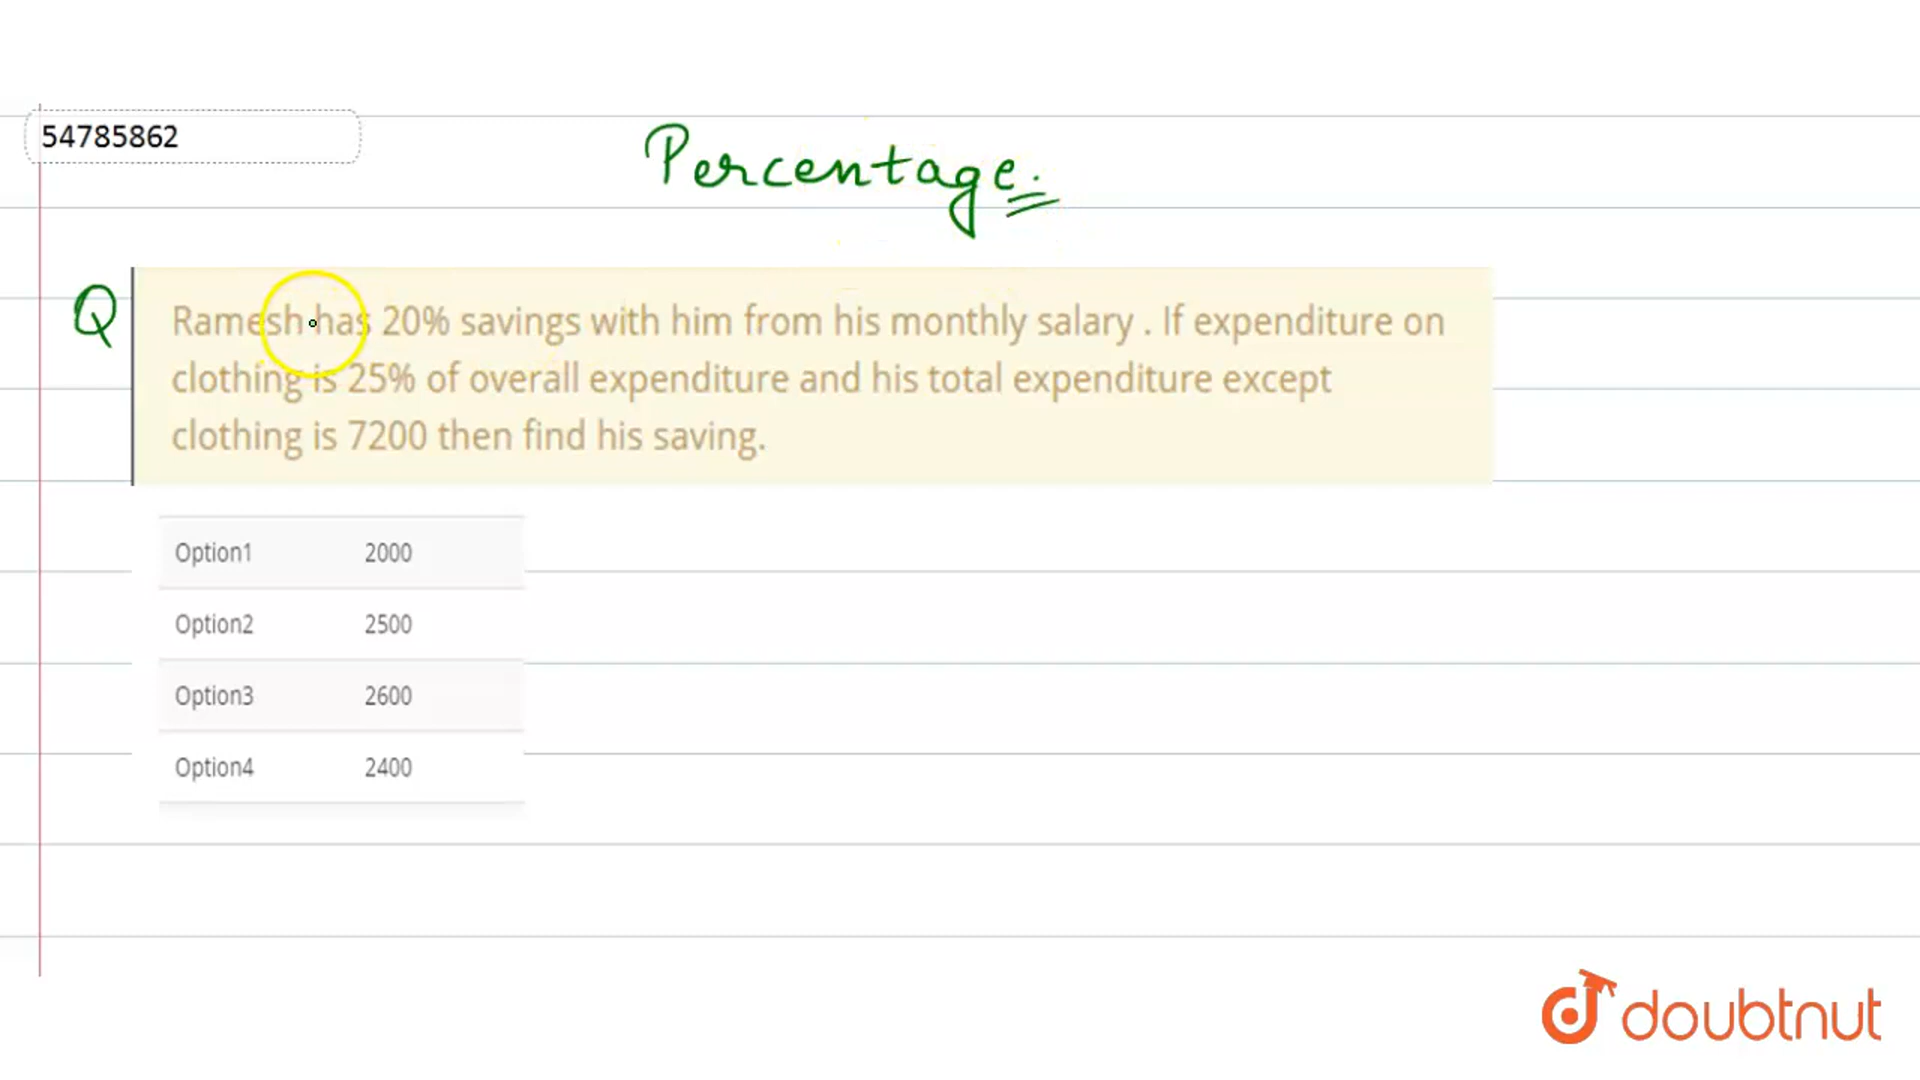 54785862
Percentage.
Q
Ramesh has 20% savings with him from his monthly salary . If expenditure on
clothing is 25% of overall expenditure and his total expenditure except
clothing is 7200 then find his saving.
Option1 2000
Option2 2500
Option3 2600
Option4 2400
doubtnut